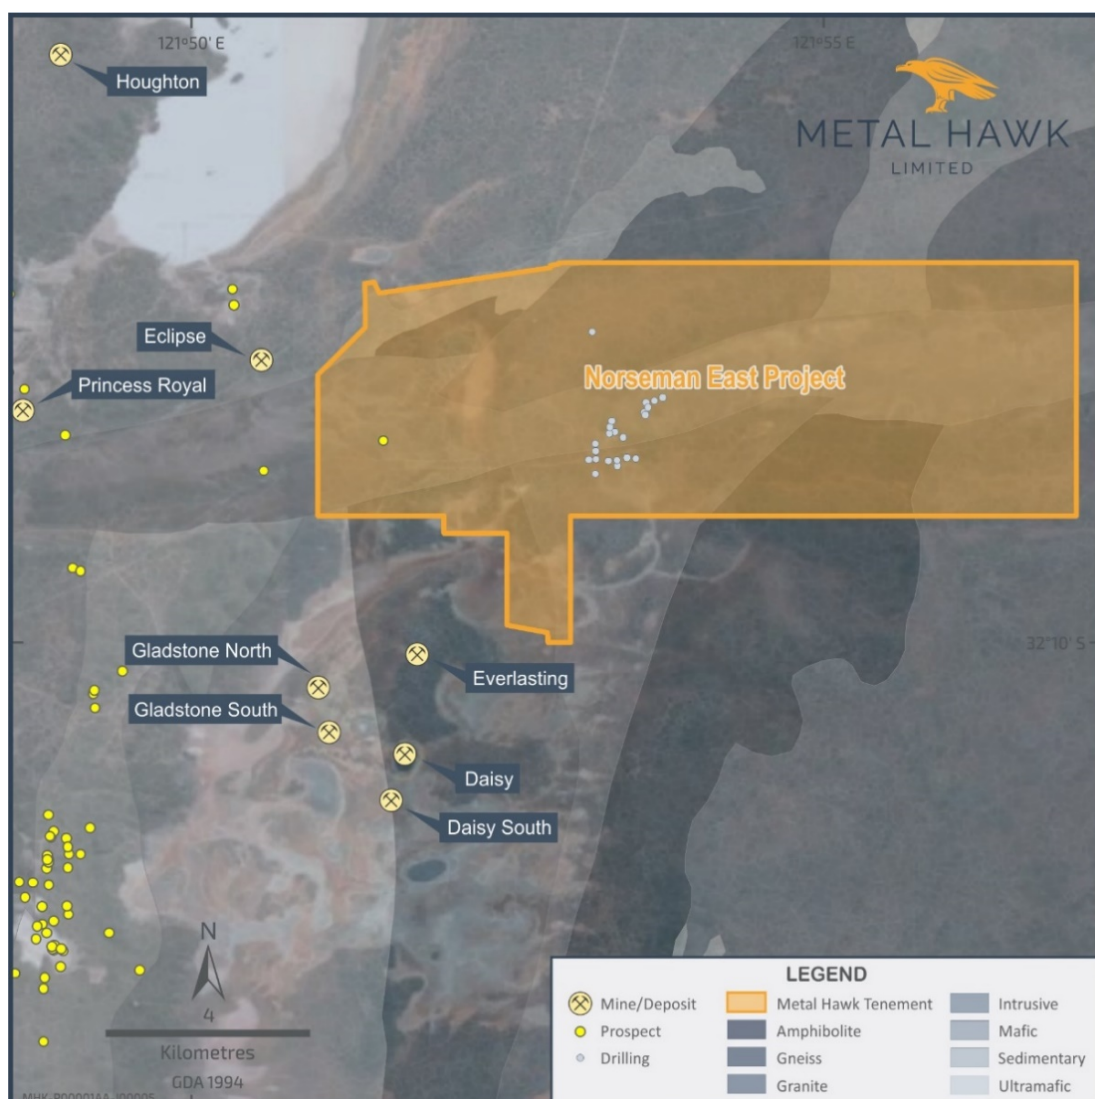 121°50' E
121°55 E
Houghton
METAL HAWK
LIMITED
Eclipse
Princess Royal
Norseman East Project
32°10' S
Gladstone North
Everlasting
Gladstone South
Daisy
Daisy South
N
4
Kilometres
GDA 1994
LEGEND
Mine/Deposit
Prospect
Drilling
Metal Hawk Tenement
Amphibolite
Gneiss
Granite
Intrusive
Mafic
Sedimentary
Ultramafic